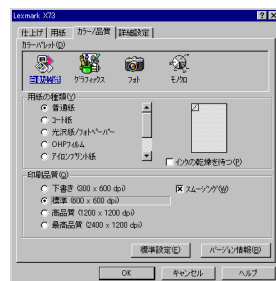 Lexmark X73
仕上げ 用紙 カラー/品質 詳細設定
カラーパレット(O)
自然な色 グラフィックス フォト モノクロ
用紙の種類(Y)
普通紙
コート紙
光沢紙/フォトペーパー
OHPフィルム
アイロンプリント紙
インクの乾燥を待つ(P)
印刷品質(Q)
下書き (300 x 600 dpi)
標準 (600 x 600 dpi)
高品質 (1200 x 1200 dpi)
最高品質 (2400 x 1200 dpi)
スムージング(W)
標準設定(E) バージョン情報(B)
OK キャンセル ヘルプ